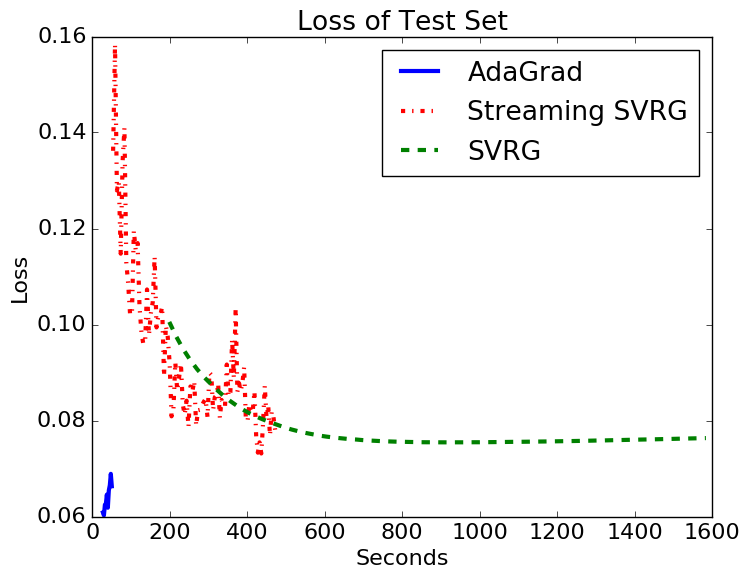 Loss of Test Set
0.16
0.14
0.12
0.10
0.08
0.06
Loss
AdaGrad
Streaming SVRG
SVRG
0 200 400 600 800 1000 1200 1400 1600
Seconds